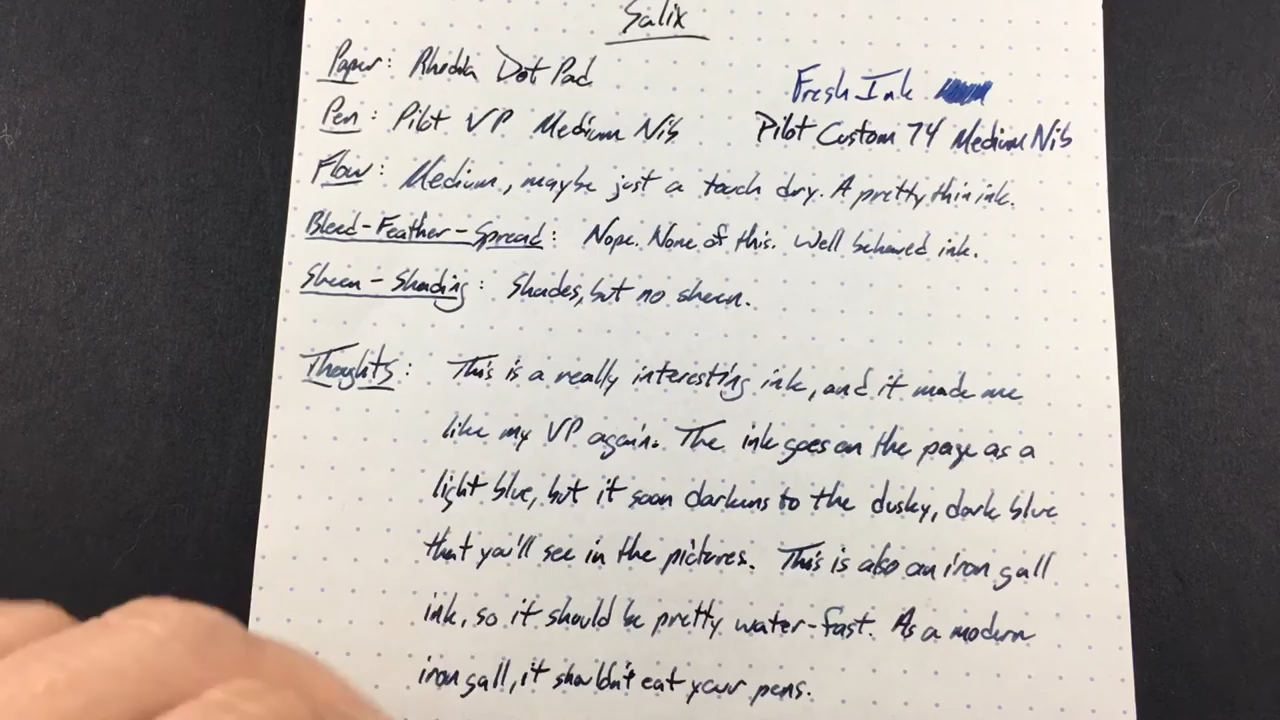 Salix
Paper: Rhodia Dot Pad
Fresh Ink
Pen: Pilot VP Medium Nib
Pilot Custom 74 Medium Nib
Flow: Medium, maybe just a touch dry. A pretty thin ink.
Bleed-Feather-Spread: Nope. None of this. Well behaved ink.
Sheen-Shading: Shades, but no sheen.
Thoughts: This is a really interesting ink, and it made me
like my VP again. The ink goes on the page as a
light blue, but it soon darkens to the dusky, dark blue
that you'll see in the pictures. This is also an iron gall
ink, so it should be pretty water-fast. As a modern
iron gall, it shouldn't eat your pens.